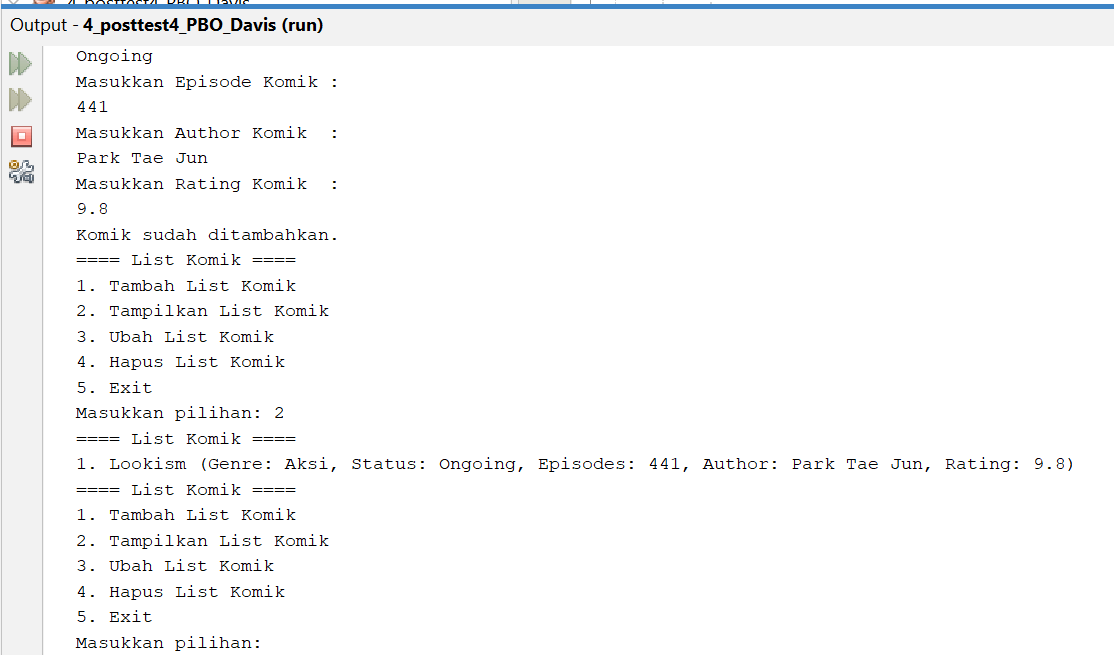 4_posttest4_PBO_Davis
Output - 4_posttest4_PBO_Davis (run)
Ongoing
Masukkan Episode Komik :
441
Masukkan Author Komik  :
Park Tae Jun
Masukkan Rating Komik  :
9.8
Komik sudah ditambahkan.
==== List Komik ====
1. Tambah List Komik
2. Tampilkan List Komik
3. Ubah List Komik
4. Hapus List Komik
5. Exit
Masukkan pilihan: 2
==== List Komik ====
1. Lookism (Genre: Aksi, Status: Ongoing, Episodes: 441, Author: Park Tae Jun, Rating: 9.8)
==== List Komik ====
1. Tambah List Komik
2. Tampilkan List Komik
3. Ubah List Komik
4. Hapus List Komik
5. Exit
Masukkan pilihan: